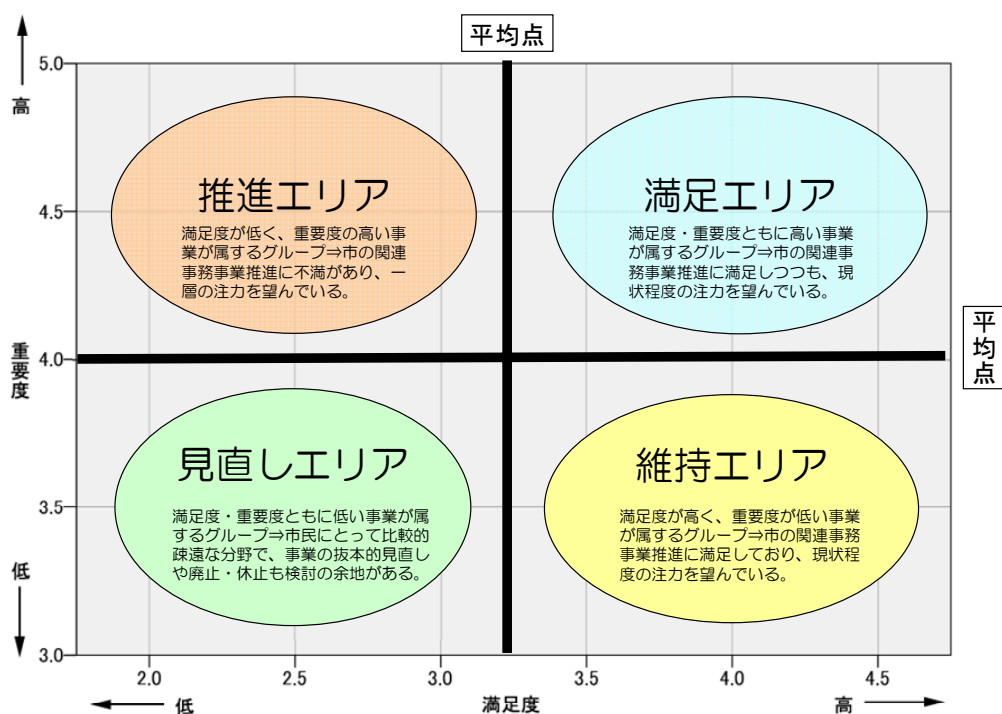 平均点
5.0
高
推進エリア
満足度が低く、重要度の高い事
業が属するグループ⇒市の関連
事務事業推進に不満があり、一
層の注力を望んでいる。
満足エリア
満足度・重要度ともに高い事業
が属するグループ⇒市の関連事
務事業推進に満足しつつも、現
状程度の注力を望んでいる。
4.5
重要度
4.0
平均点
見直しエリア
満足度・重要度ともに低い事業が属
するグループ⇒市民にとって比較的
疎遠な分野で、事業の抜本的見直し
や廃止・休止も検討の余地がある。
維持エリア
満足度が高く、重要度が低い事業
が属するグループ⇒市の関連事務
事業推進に満足しており、現状程
度の注力を望んでいる。
3.5
低
3.0
2.0 2.5 3.0 3.5 4.0 4.5
低 満足度 高